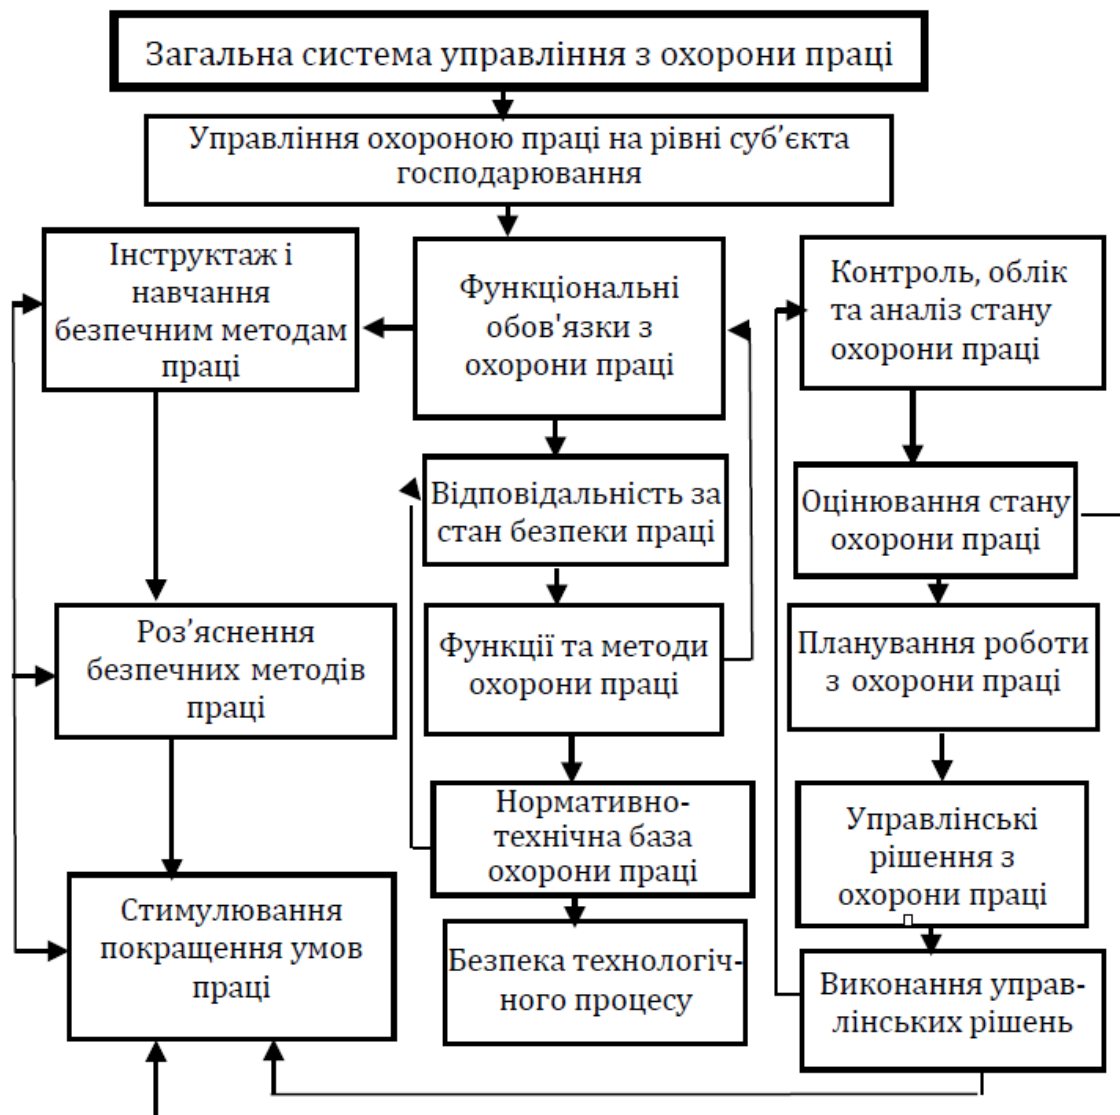 Загальна система управління з охорони праці
Управління охороною праці на рівні суб’єкта
господарювання
Інструктаж і
навчання
безпечним методам
праці
Роз’яснення
безпечних методів
праці
Стимулювання
покращення умов
праці
Функціональні
обов'язки з
охорони праці
Відповідальність за
стан безпеки праці
Функції та методи
охорони праці
Нормативно-
технічна база
охорони праці
Безпека технологіч-
ного процесу
Контроль, облік
та аналіз стану
охорони праці
Оцінювання стану
охорони праці
Планування роботи
з охорони праці
Управлінські
рішення з
охорони праці
Виконання управ-
лінських рішень